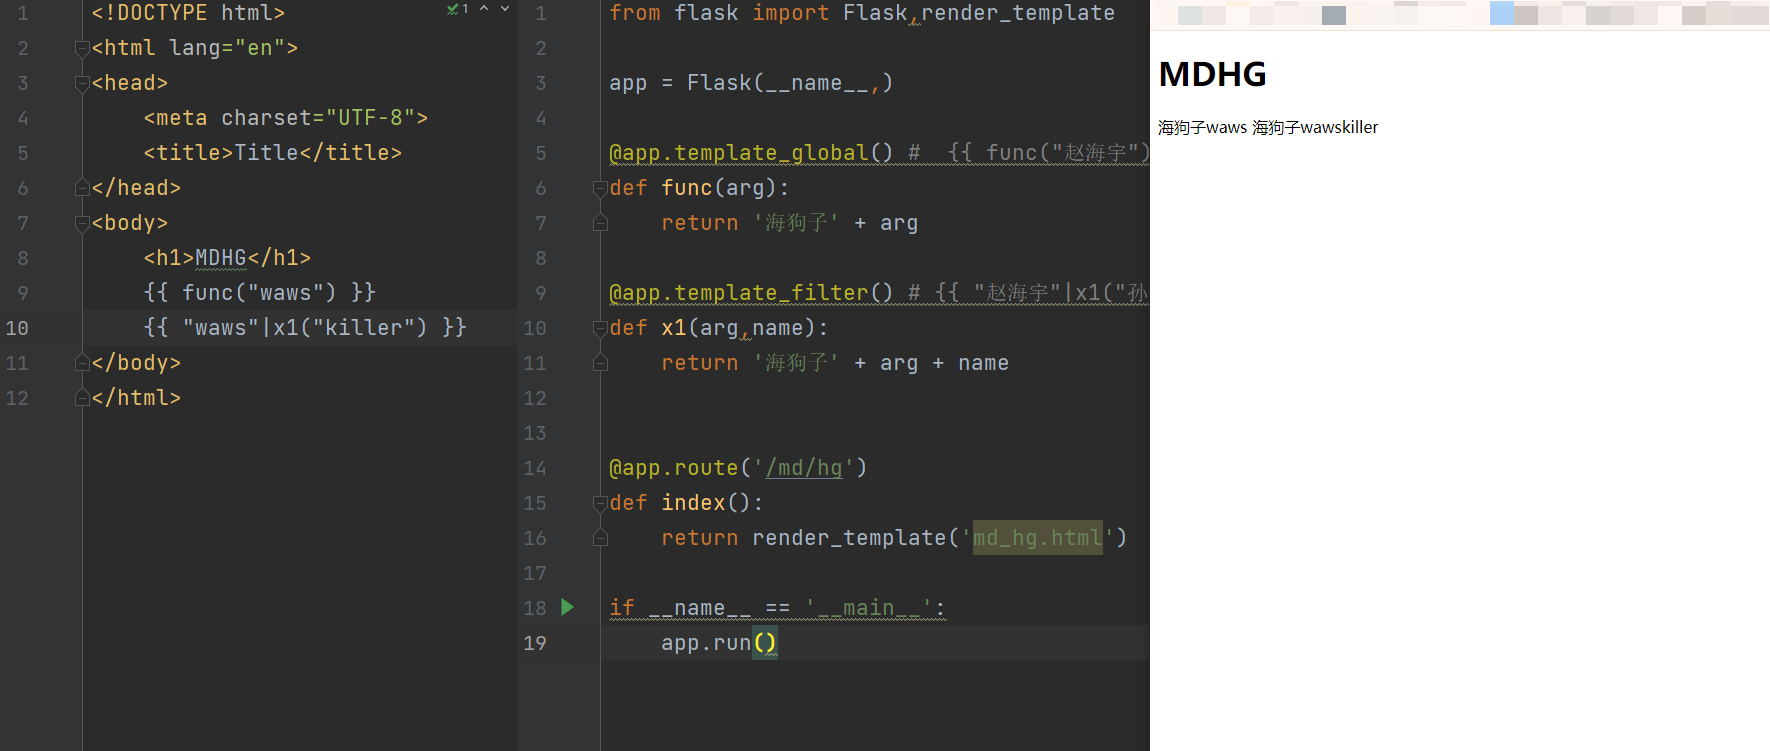 1 <!DOCTYPE html>
2 <html lang="en">
3 <head>
4 <meta charset="UTF-8">
5 <title>Title</title>
6 </head>
7 <body>
8 <h1>MDHG</h1>
9 {{ func("waws") }}
10 {{ "waws"|x1("killer") }}
11 </body>
12 </html>
1
1 from flask import Flask,render_template
2
3 app = Flask(__name__,)
4
5 @app.template_global() #  {{ func("赵海宇")
6 def func(arg):
7 return '海狗子' + arg
8
9 @app.template_filter() # {{ "赵海宇"|x1("孙
10 def x1(arg,name):
11 return '海狗子' + arg + name
12
13
14 @app.route('/md/hg')
15 def index():
16 return render_template('md_hg.html')
17
18 if __name__ == '__main__':
19 app.run()
MDHG
海狗子waws 海狗子wawskiller